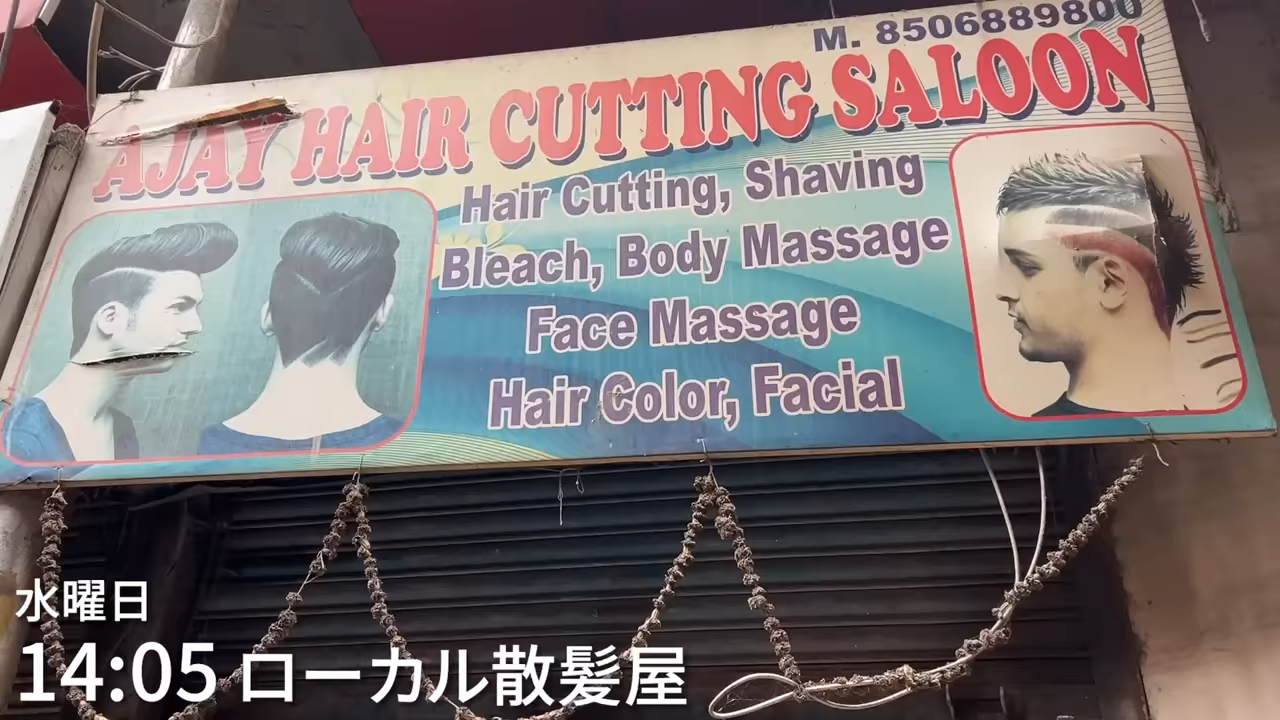 M. 8506889800
AJAY HAIR CUTTING SALOON
Hair Cutting, Shaving
Bleach, Body Massage
Face Massage
Hair Color, Facial
水曜日
14:05 ローカル散髪屋